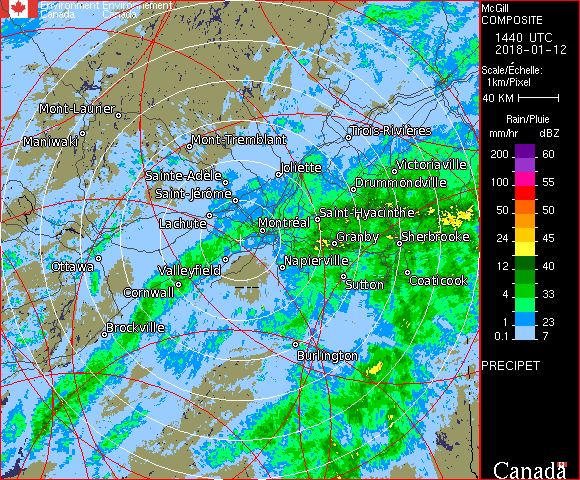 Environment Environnement
Canada Canada
Mont-Laurier
Maniwaki
Mont-Tremblant
Trois-Rivières
Joliette
Victoriaville
Sainte-Adèle
Drummondville
Saint-Jérôme
Saint-Hyacinthe
Lachute
Montréal
Granby
Sherbrooke
Ottawa
Valleyfield
Napierville
Cornwall
Sutton
Coaticook
Brockville
Burlington
McGill
COMPOSITE
1440 UTC
2018-01-12
Scale/Échelle:
1km/Pixel
40 KM
Rain/Pluie
mm/hr dBZ
200 60
100 55
50 50
50 50
24 45
12 40
4 33
1 23
0.1 7
PRECIPET
Canada